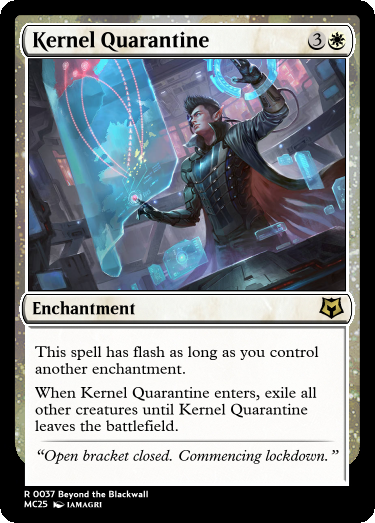 Kernel Quarantine 3
Enchantment
This spell has flash as long as you control
another enchantment.
When Kernel Quarantine enters, exile all
other creatures until Kernel Quarantine
leaves the battlefield.
“Open bracket closed. Commencing lockdown.”
R 0037 Beyond the Blackwall
MC25 IAMAGRI